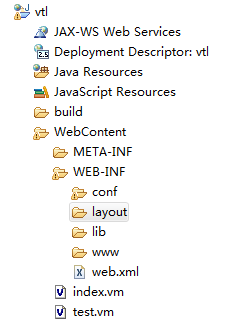 vtl
JAX-WS Web Services
Deployment Descriptor: vtl
Java Resources
JavaScript Resources
build
WebContent
META-INF
WEB-INF
conf
layout
lib
www
web.xml
index.vm
test.vm